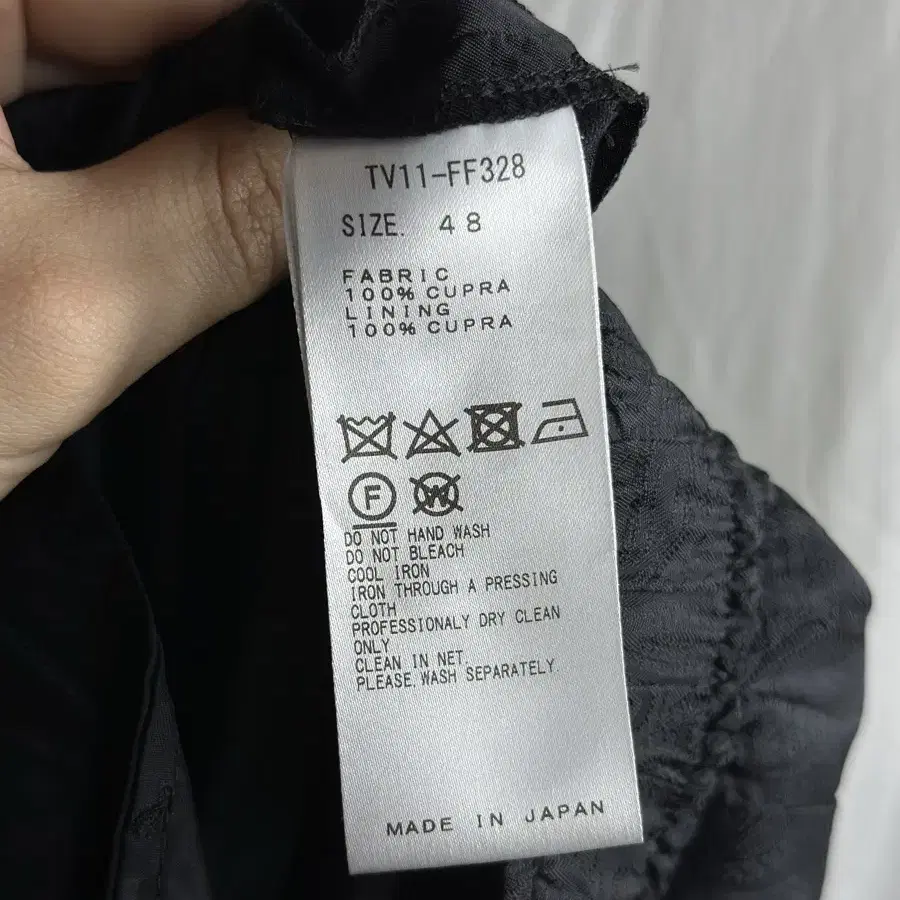 TV11-FF328
SIZE. 48
FABRIC
100% CUPRA
LINING
100% CUPRA
F
W
DO NOT HAND WASH
DO NOT BLEACH
COOL IRON
IRON THROUGH A PRESSING
CLOTH
PROFESSIONALY DRY CLEAN
ONLY
CLEAN IN NET.
PLEASE.WASH SEPARATELY.
MADE IN JAPAN